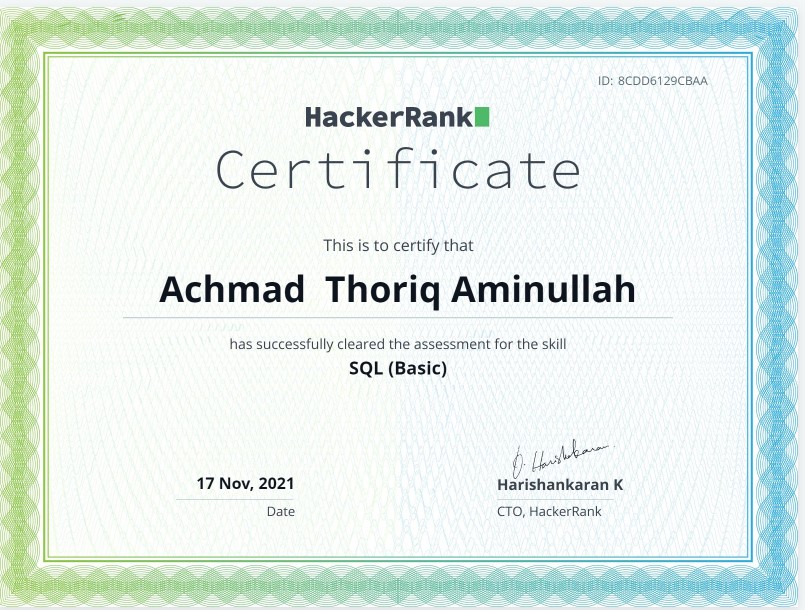 ID: 8CDD6129CBAA
HackerRank
Certificate
This is to certify that
Achmad  Thoriq Aminullah
has successfully cleared the assessment for the skill
SQL (Basic)
17 Nov, 2021
Date
Harishankaran K
CTO, HackerRank